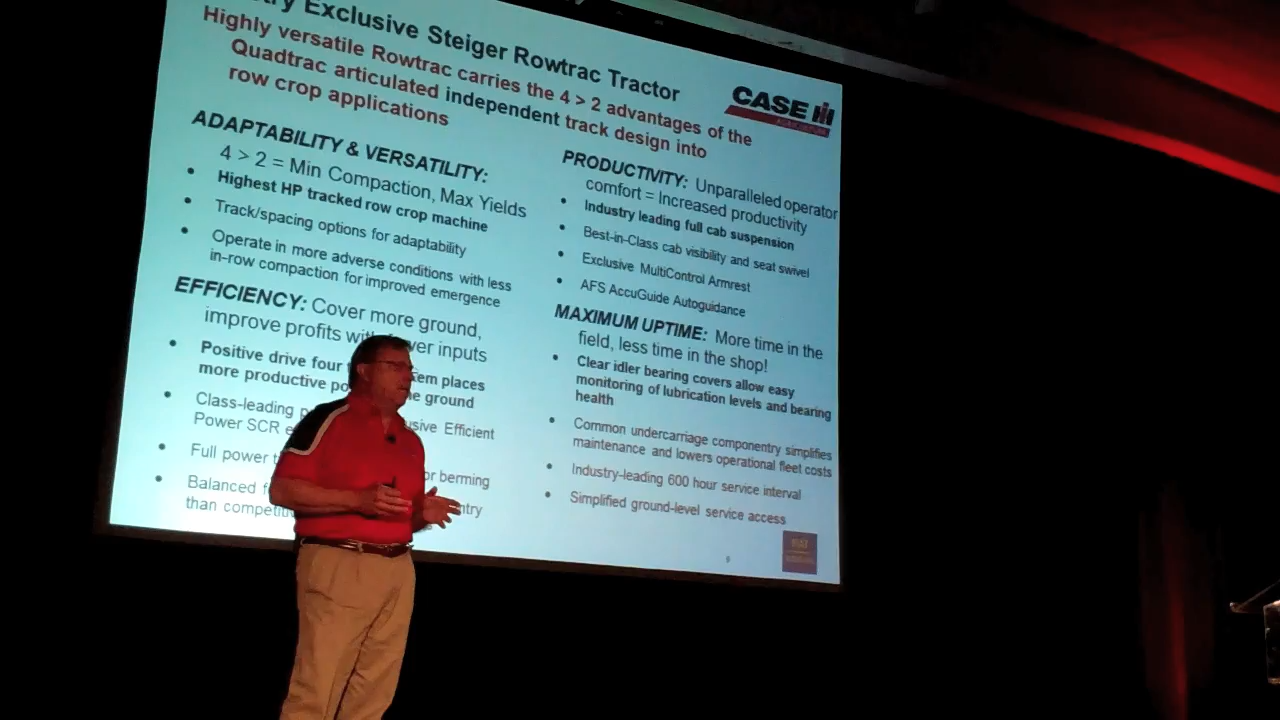 stry Exclusive Steiger Rowtrac Tractor
Highly versatile Rowtrac carries the 4 > 2 advantages of the
Quadtrac articulated independent track design into
row crop applications
CASE IH
AGRICULTURE
ADAPTABILITY & VERSATILITY:
4 > 2 = Min Compaction, Max Yields
• Highest HP tracked row crop machine
• Track/spacing options for adaptability
• Operate in more adverse conditions with less
in-row compaction for improved emergence
EFFICIENCY: Cover more ground,
improve profits with fewer inputs
• Positive drive four places
more productive ground
• Class-leading Efficient
Power SCR
• Full power or berming
• Balanced
than
PRODUCTIVITY: Unparalleled operator
comfort = Increased productivity
• Industry leading full cab suspension
• Best-in-Class cab visibility and seat swivel
• Exclusive MultiControl Armrest
• AFS AccuGuide Autoguidance
MAXIMUM UPTIME: More time in the
field, less time in the shop!
• Clear idler bearing covers allow easy
monitoring of lubrication levels and bearing
health
• Common undercarriage componentry simplifies
maintenance and lowers operational fleet costs
• Industry-leading 600 hour service interval
• Simplified ground-level service access